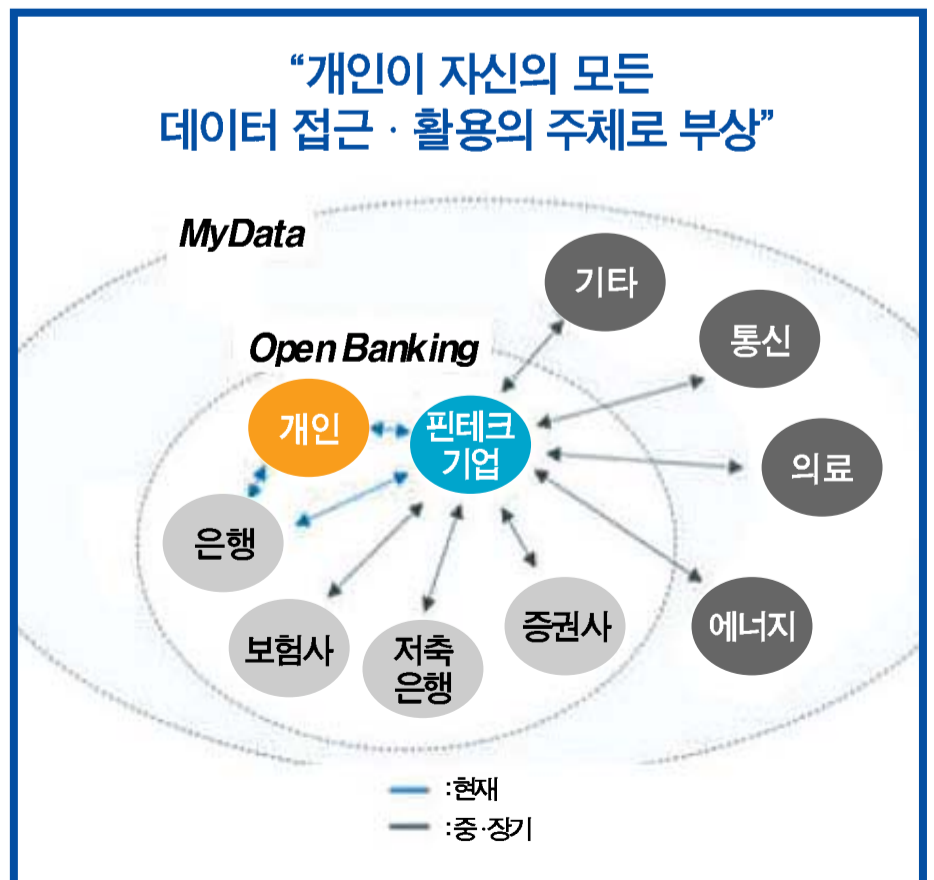 “개인이 자신의 모든
데이터 접근 · 활용의 주체로 부상”
MyData
기타
통신
Open Banking
개인
핀테크
기업
의료
은행
에너지
증권사
보험사
저축
은행
:현재
:중·장기